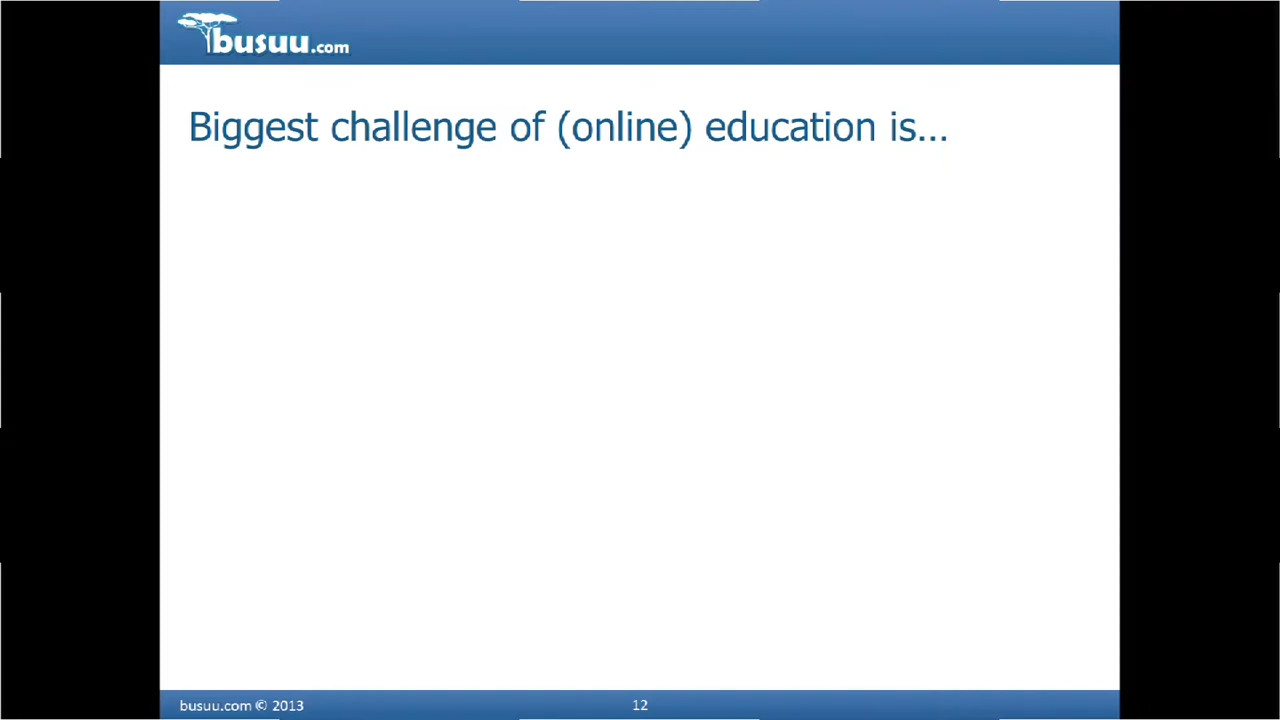 busuu.com
Biggest challenge of (online) education is...
busuu.com © 2013
12